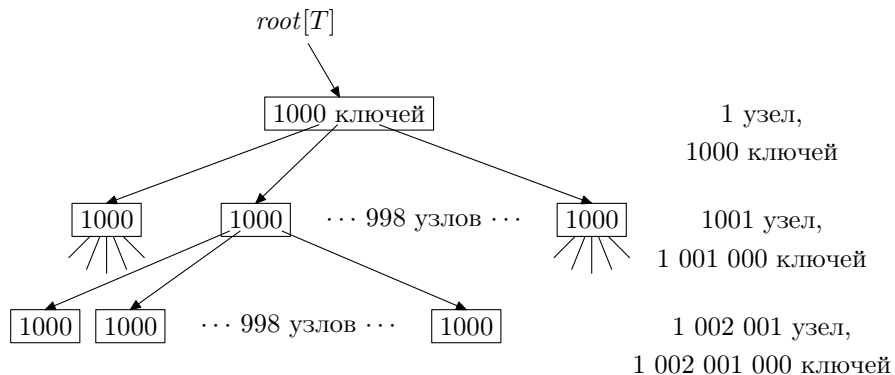 root[T]
1000 ключей
1 узел,
1000 ключей
1000
1000
··· 998 узлов ···
1000
1001 узел,
1 001 000 ключей
1000
1000
··· 998 узлов ···
1000
1 002 001 узел,
1 002 001 000 ключей